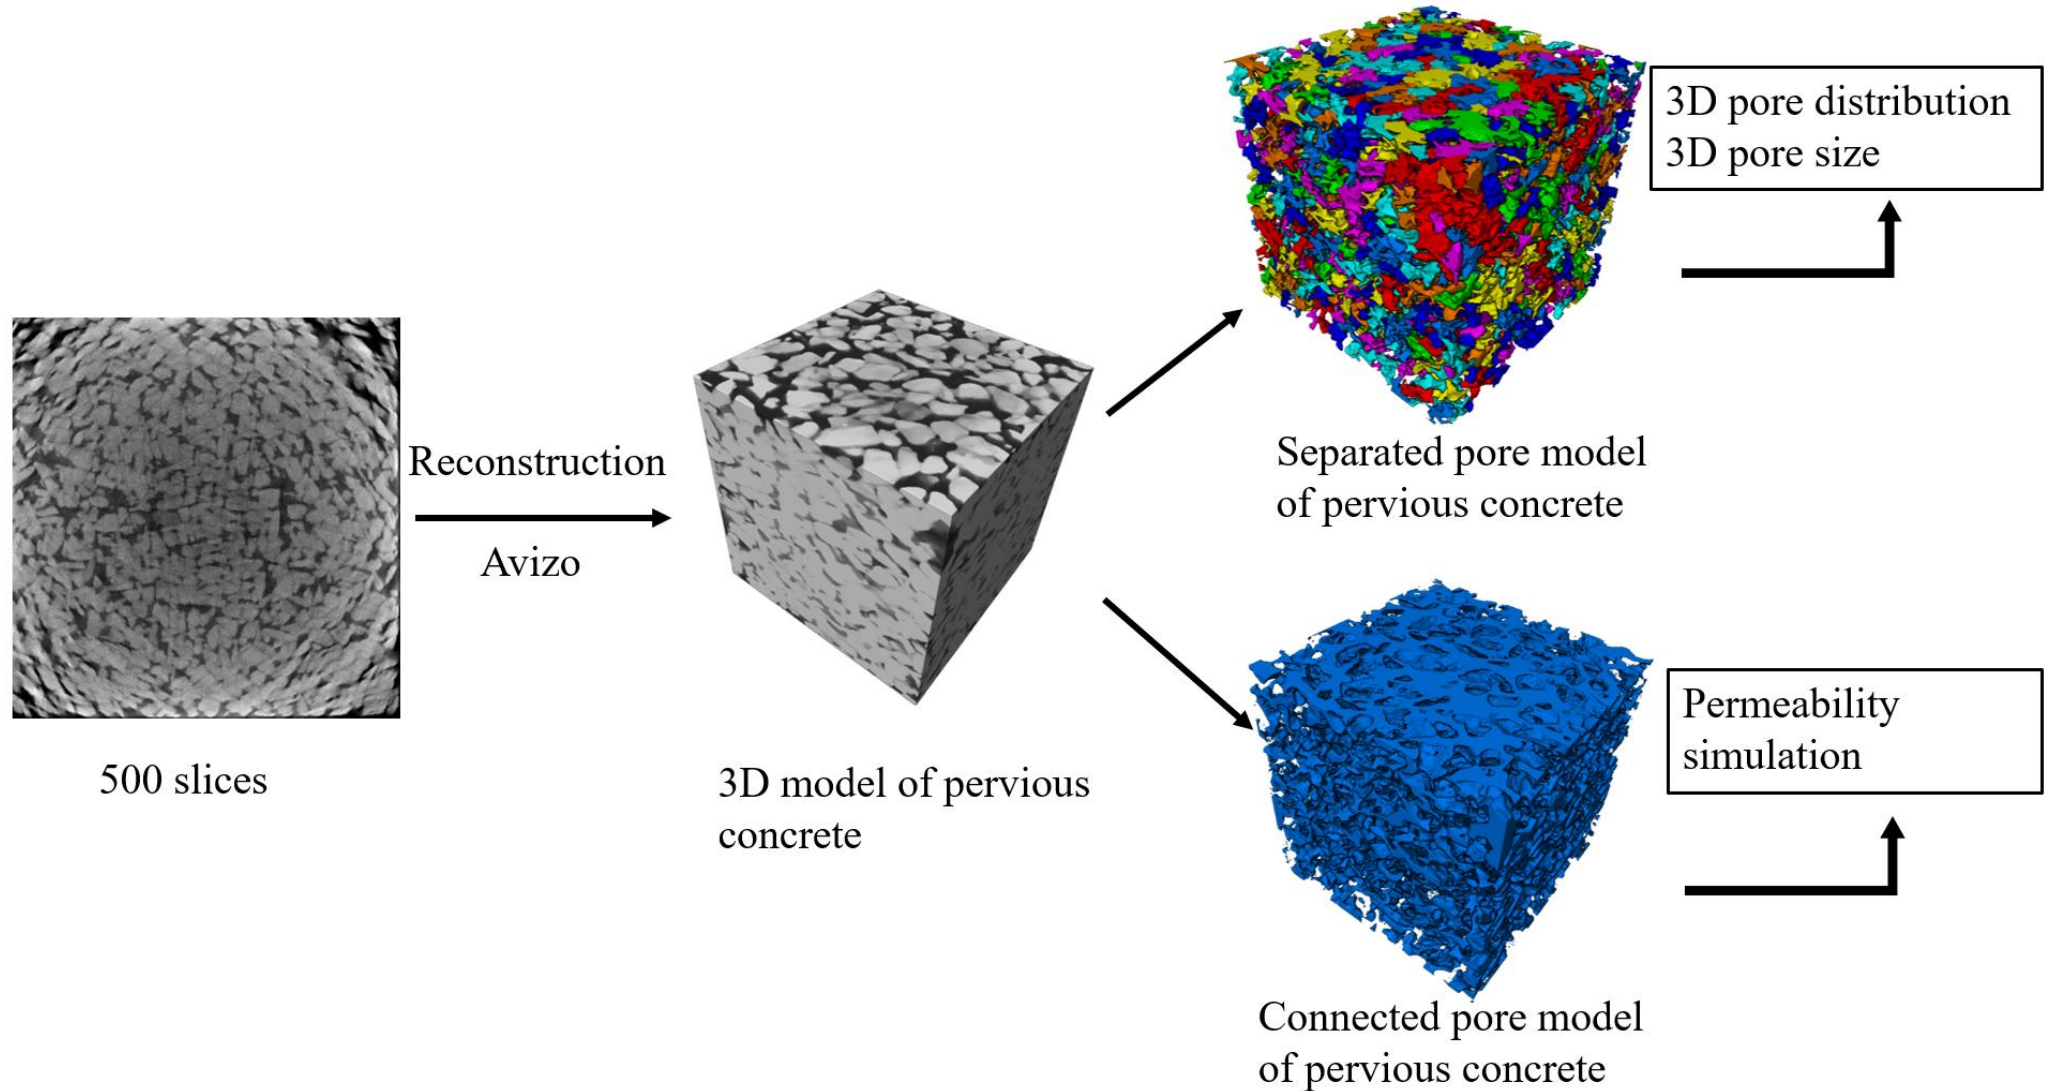 500 slices
Reconstruction
Avizo
3D model of pervious
concrete
Separated pore model
of pervious concrete
3D pore distribution
3D pore size
Connected pore model
of pervious concrete
Permeability
simulation